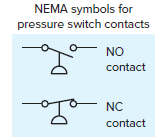 NEMA symbols for
pressure switch contacts
NO
contact
NC
contact